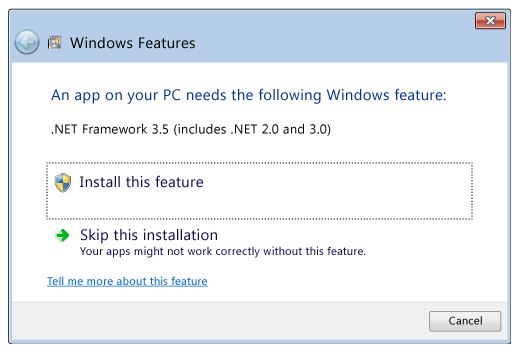 Windows Features
An app on your PC needs the following Windows feature:
.NET Framework 3.5 (includes .NET 2.0 and 3.0)
Install this feature
Skip this installation
Your apps might not work correctly without this feature.
Tell me more about this feature
Cancel